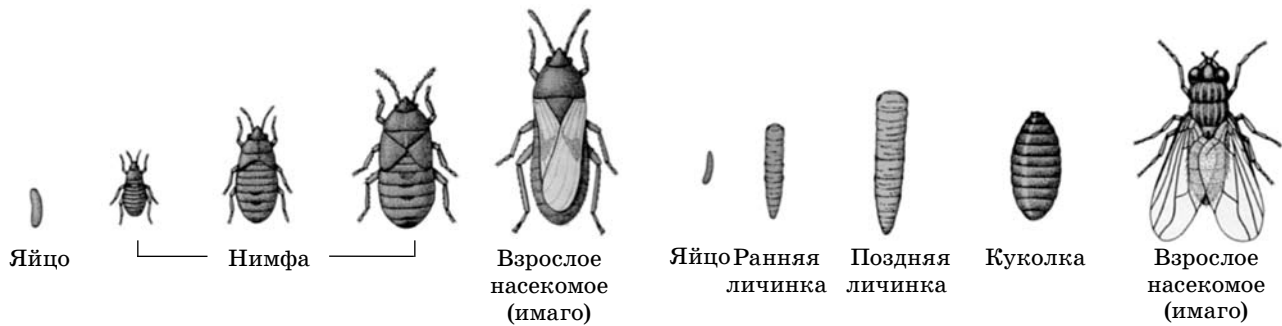 Яйцо
Нимфа
Взрослое
насекомое
(имаго)
Яйцо
Ранняя
личинка
Поздняя
личинка
Куколка
Взрослое
насекомое
(имаго)